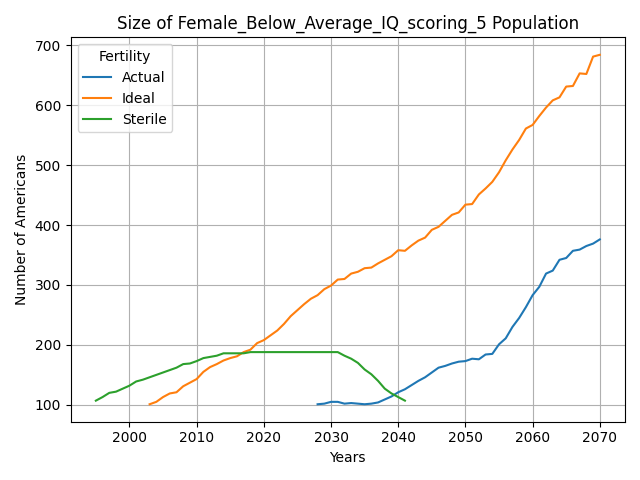 Size of Female_Below_Average_IQ_scoring_5 Population
Fertility
Actual
Ideal
Sterile
Number of Americans
700
600
500
400
300
200
100
2000 2010 2020 2030 2040 2050 2060 2070
Years